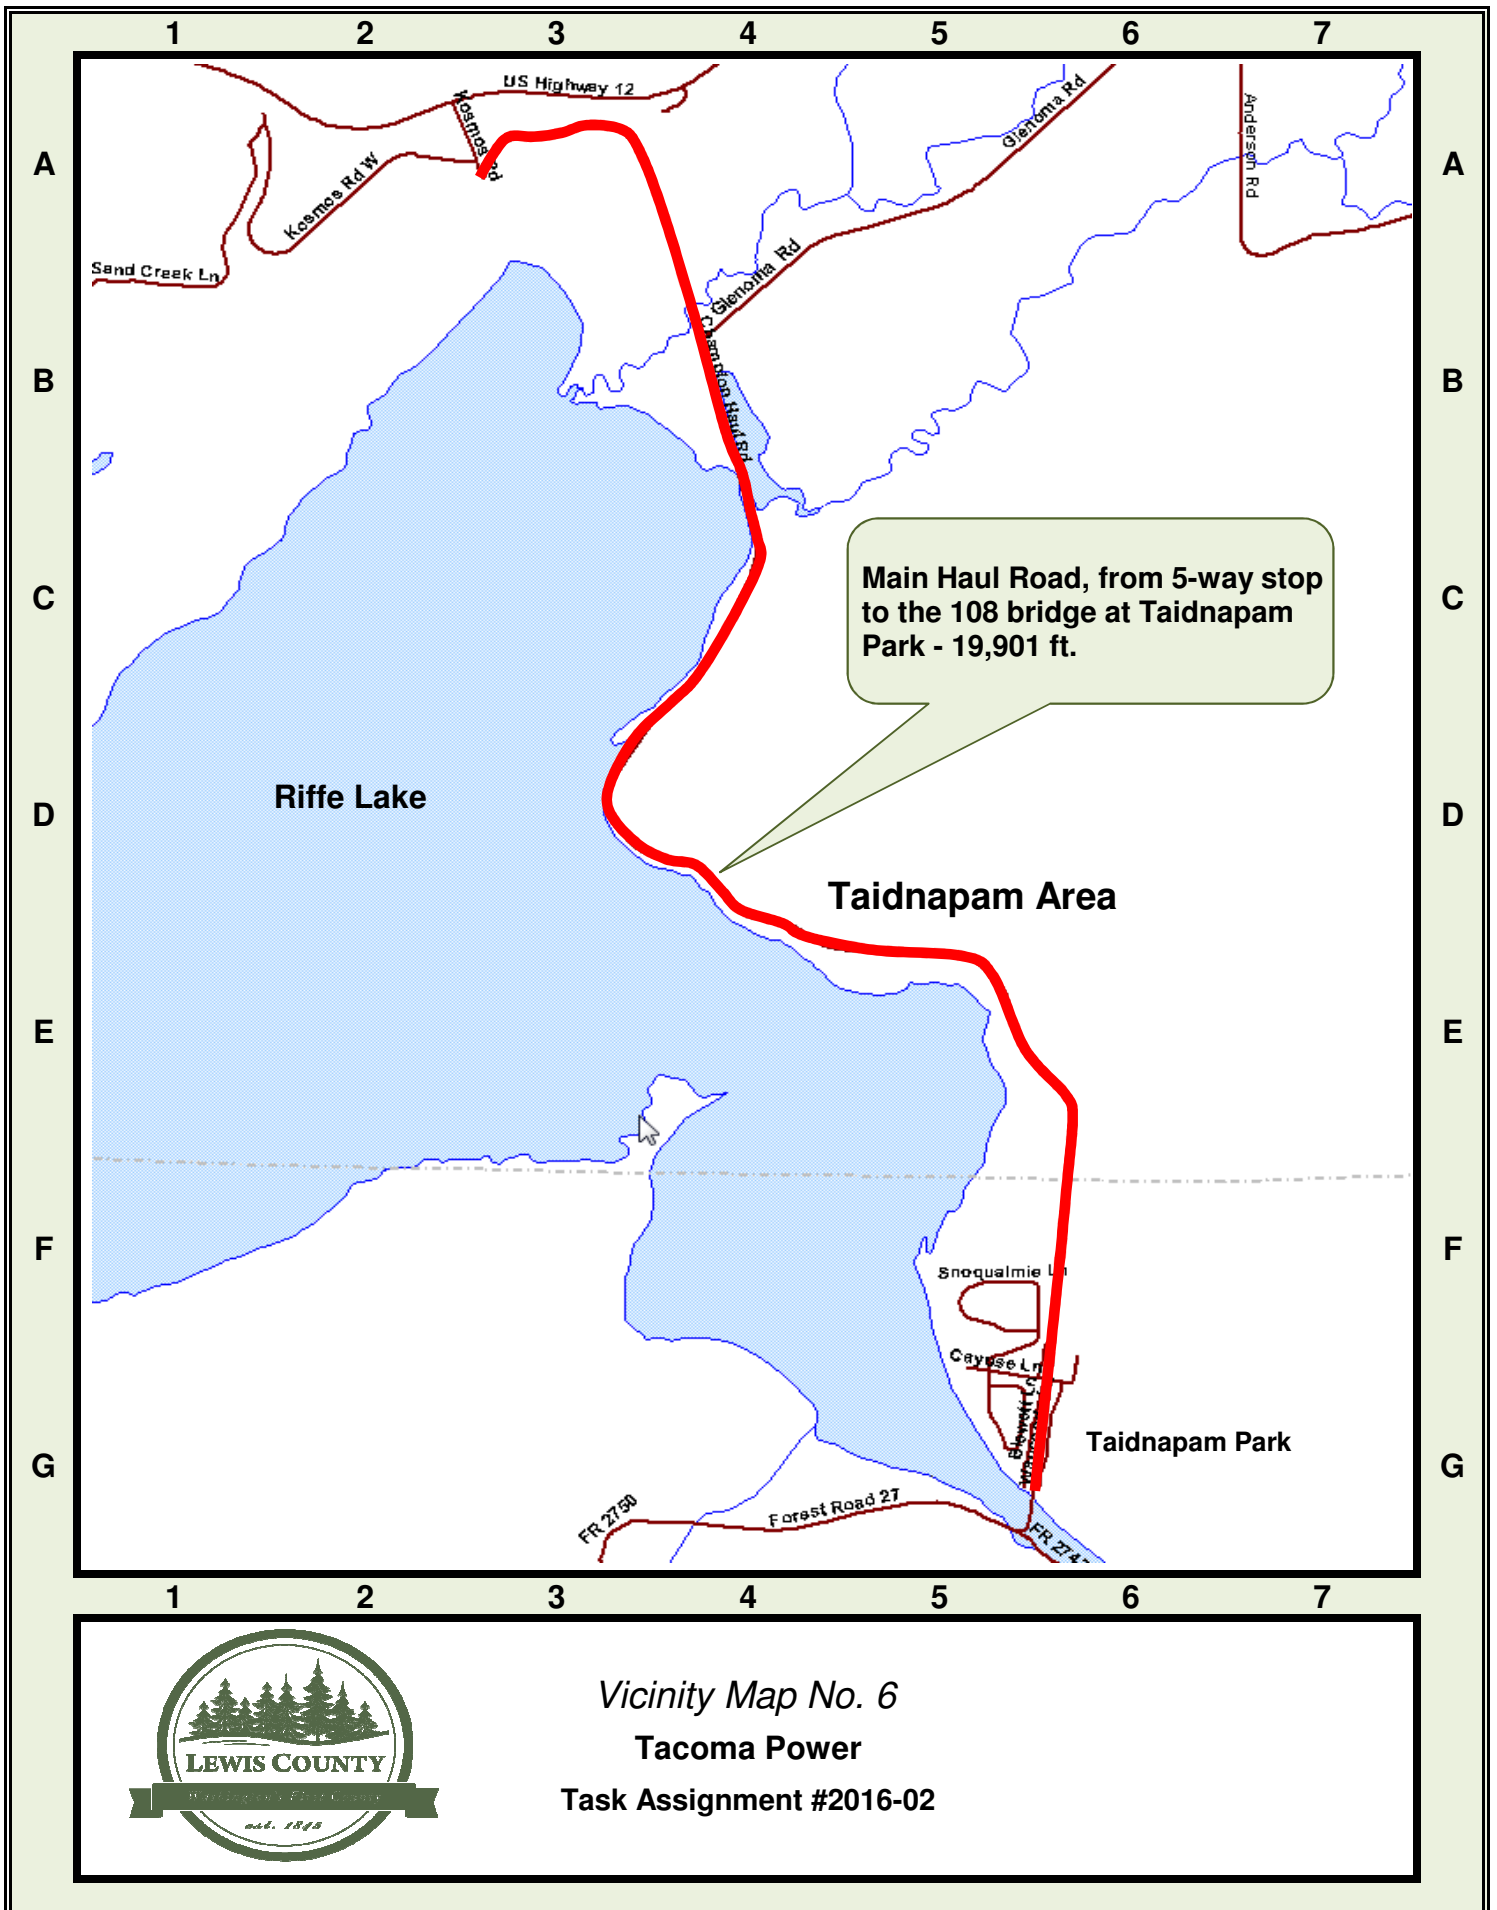 1 2 3 4 5 6 7
US Highway 12
Kosmos Rd
Glenoma Rd
Anderson Rd
A A
Kosmos Rd W
Sand Creek Ln
Glenoma Rd
Champion Haul Rd
B B
Main Haul Road, from 5-way stop
to the 108 bridge at Taidnapam
Park - 19,901 ft.
C C
Riffe Lake
D D
Taidnapam Area
E E
F F
Snoqualmie Ln
Cayuse Ln
Taidnapam Park
G G
FR 2750
Forest Road 27
1 2 3 4 5 6 7
Vicinity Map No. 6
Tacoma Power
Task Assignment #2016-02
LEWIS COUNTY
est. 1845